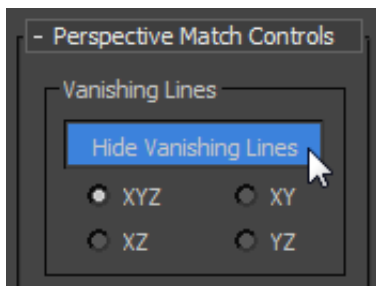 - Perspective Match Controls
Vanishing Lines
Hide Vanishing Lines
XYZ XY
XZ YZ